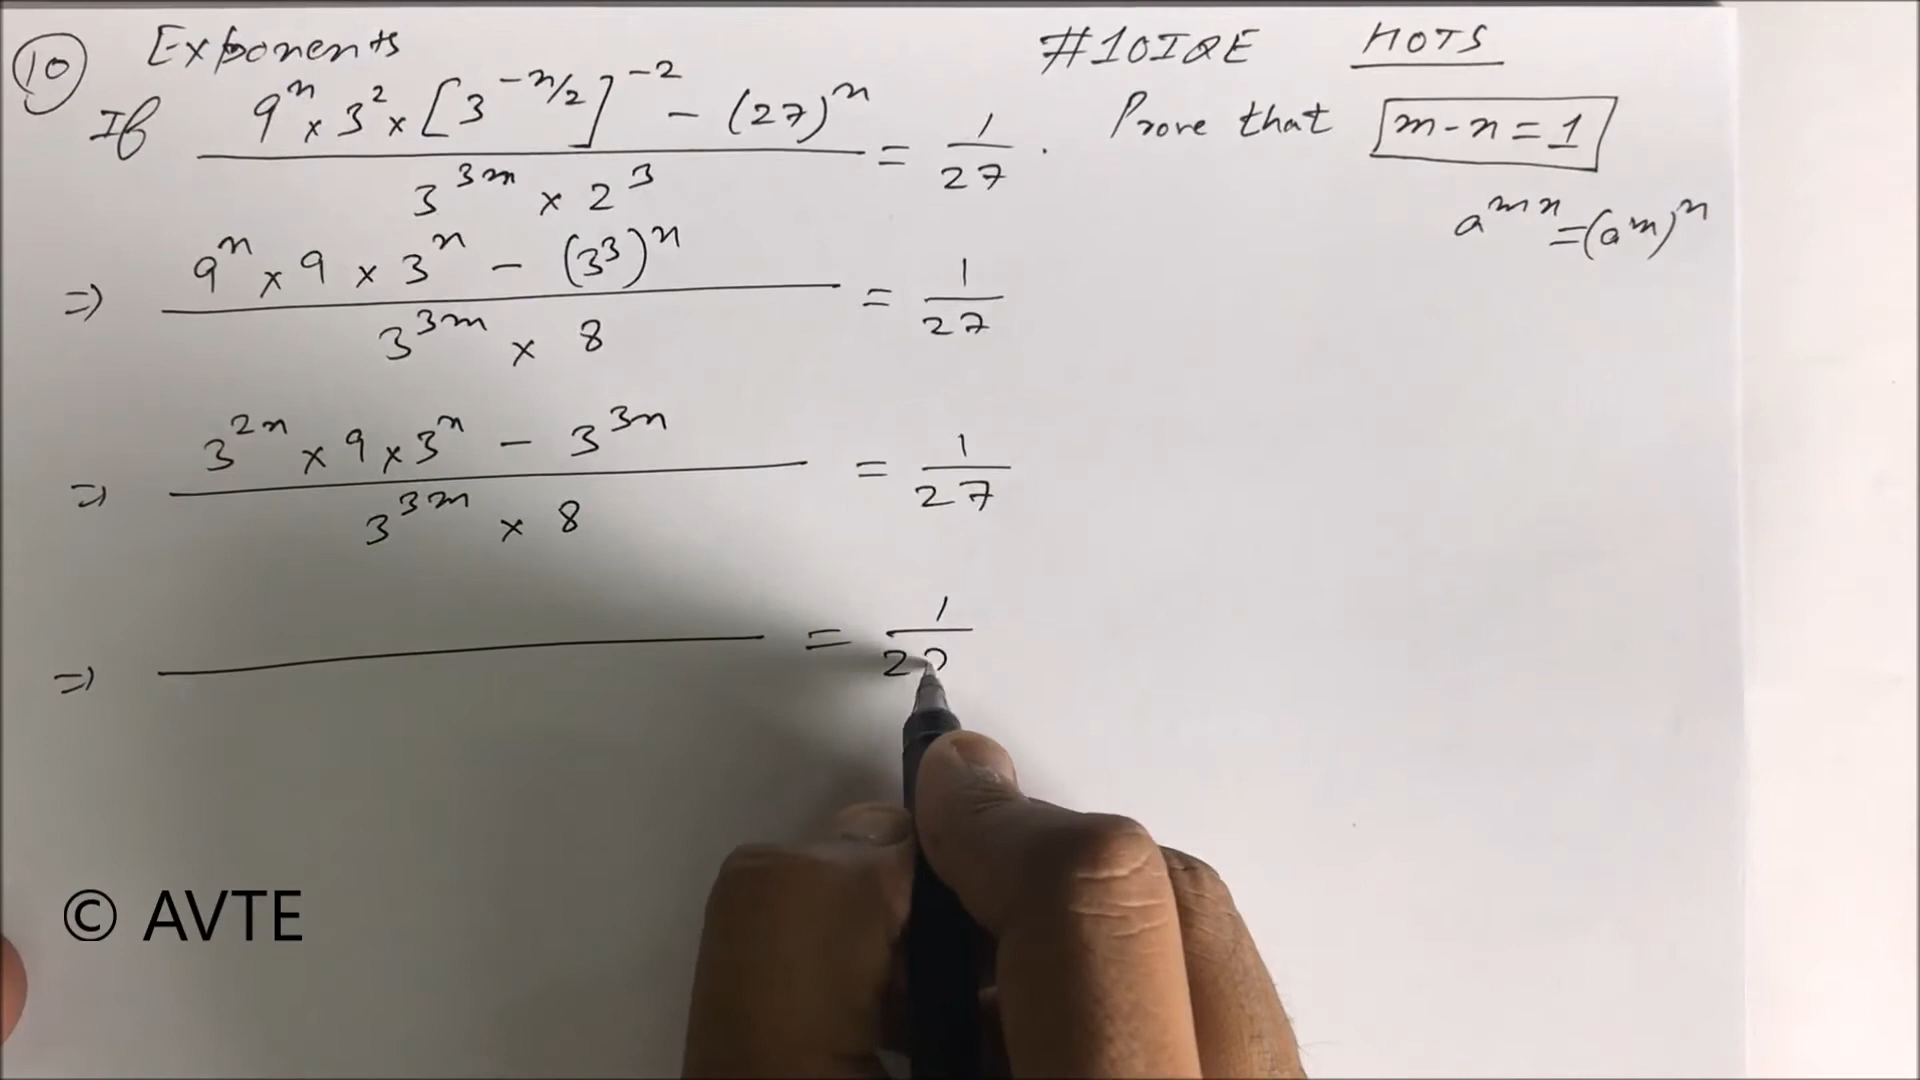 10 Exponents #10IQE HOTS
If (9^n × 3^2 × [3^(-n/2)]^(-2) - (27)^n) / (3^(3m) × 2^3) = 1/27. Prove that m-n=1
a^(mn) = (a^m)^n
⇒ (9^n × 9 × 3^n - (3^3)^n) / (3^(3m) × 8) = 1/27
⇒ (3^(2n) × 9 × 3^n - 3^(3n)) / (3^(3m) × 8) = 1/27
⇒ ―――― = 1/2
© AVTE